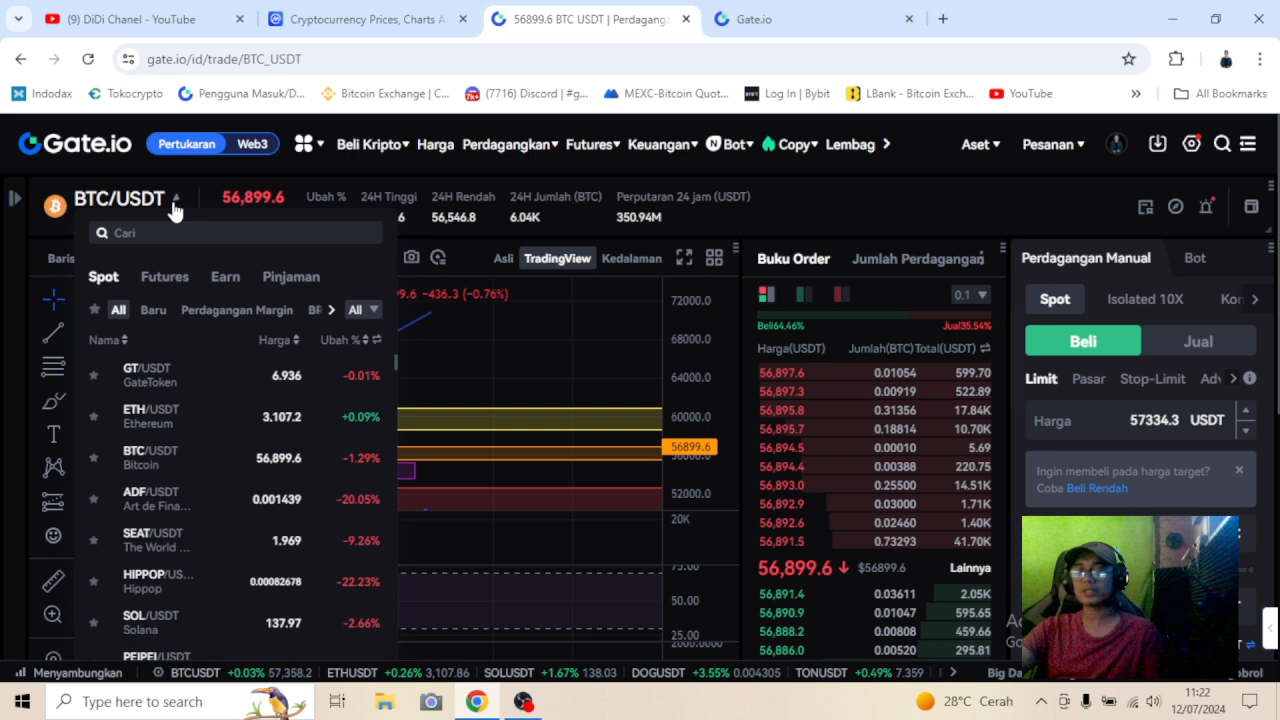 (9) DiDi Chanel - YouTube
Cryptocurrency Prices, Charts A
56899.6 BTC USDT | Perdaganga
Gate.io
gate.io/id/trade/BTC_USDT
Indodax
Tokocrypto
Pengguna Masuk/D...
Bitcoin Exchange | C...
(7716) Discord | #g...
MEXC-Bitcoin Quot...
Log In | Bybit
LBank - Bitcoin Exch...
YouTube
All Bookmarks
Gate.io
Pertukaran Web3
Beli Kripto
Harga
Perdagangkan
Futures
Keuangan
Bot
Copy
Lembag
Aset
Pesanan
BTC/USDT
56,899.6
Ubah %
24H Tinggi
24H Rendah
24H Jumlah (BTC)
Perputaran 24 jam (USDT)
56,546.8
6.04K
350.94M
Cari
Spot Futures Earn Pinjaman
All Baru Perdagangan Margin All
Nama Harga Ubah %
GT/USDT 6.936 -0.01%
GateToken
ETH/USDT 3,107.2 +0.09%
Ethereum
BTC/USDT 56,899.6 -1.29%
Bitcoin
ADF/USDT 0.001439 -20.05%
Art de Fina...
SEAT/USDT 1.969 -9.26%
The World ...
HIPPOP/US... 0.00082678 -22.23%
Hippop
SOL/USDT 137.97 -2.66%
Solana
PEIPEI/USDT
Baris
Asli TradingView Kedalaman
-436.3 (-0.76%)
72000.0
68000.0
64000.0
60000.0
56899.6
52000.0
20K
75.00
50.00
25.00
Buku Order Jumlah Perdagangan
0.1
Beli64.46% Jual35.54%
Harga(USDT) Jumlah(BTC) Total(USDT)
56,897.6 0.01054 599.70
56,897.3 0.00919 522.89
56,895.8 0.31356 17.84K
56,895.7 0.18814 10.70K
56,894.5 0.00010 5.69
56,894.4 0.00388 220.75
56,893.0 0.25500 14.51K
56,892.9 0.03000 1.71K
56,892.6 0.02460 1.40K
56,891.5 0.73293 41.70K
56,899.6 ↓ $56899.6 Lainnya
56,891.4 0.03611 2.05K
56,890.9 0.01047 595.65
56,888.2 0.00808 459.66
56,886.0 0.00520 295.81
Perdagangan Manual Bot
Spot Isolated 10X
Beli Jual
Limit Pasar Stop-Limit
Harga 57334.3 USDT
Ingin membeli pada harga target?
Coba Beli Rendah
Menyambungkan
BTCUSDT +0.03% 57,358.2
ETHUSDT +0.26% 3,107.86
SOLUSDT +1.67% 138.03
DOGUSDT +3.55% 0.004305
TONUSDT +0.49% 7.359
Big Da
Type here to search
28°C Cerah
11:22
12/07/2024